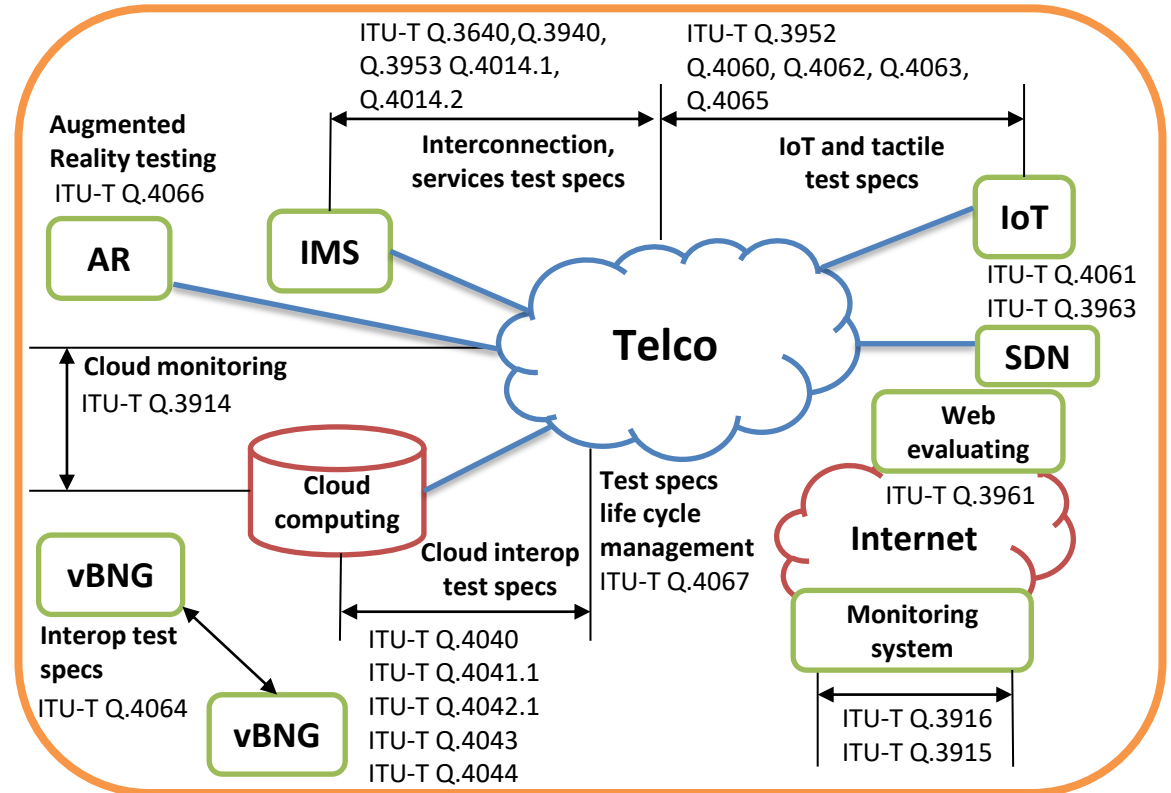 ITU-T Q.3640,Q.3940,
Q.3953 Q.4014.1,
Q.4014.2
ITU-T Q.3952
Q.4060, Q.4062, Q.4063,
Q.4065
Augmented
Reality testing
ITU-T Q.4066
Interconnection,
services test specs
IoT and tactile
test specs
AR
IMS
IoT
ITU-T Q.4061
ITU-T Q.3963
Telco
SDN
Cloud monitoring
ITU-T Q.3914
Web
evaluating
ITU-T Q.3961
Cloud
computing
Test specs
life cycle
management
ITU-T Q.4067
Internet
Cloud interop
test specs
vBNG
Interop test
specs
ITU-T Q.4064
vBNG
Monitoring
system
ITU-T Q.4040
ITU-T Q.4041.1
ITU-T Q.4042.1
ITU-T Q.4043
ITU-T Q.4044
ITU-T Q.3916
ITU-T Q.3915